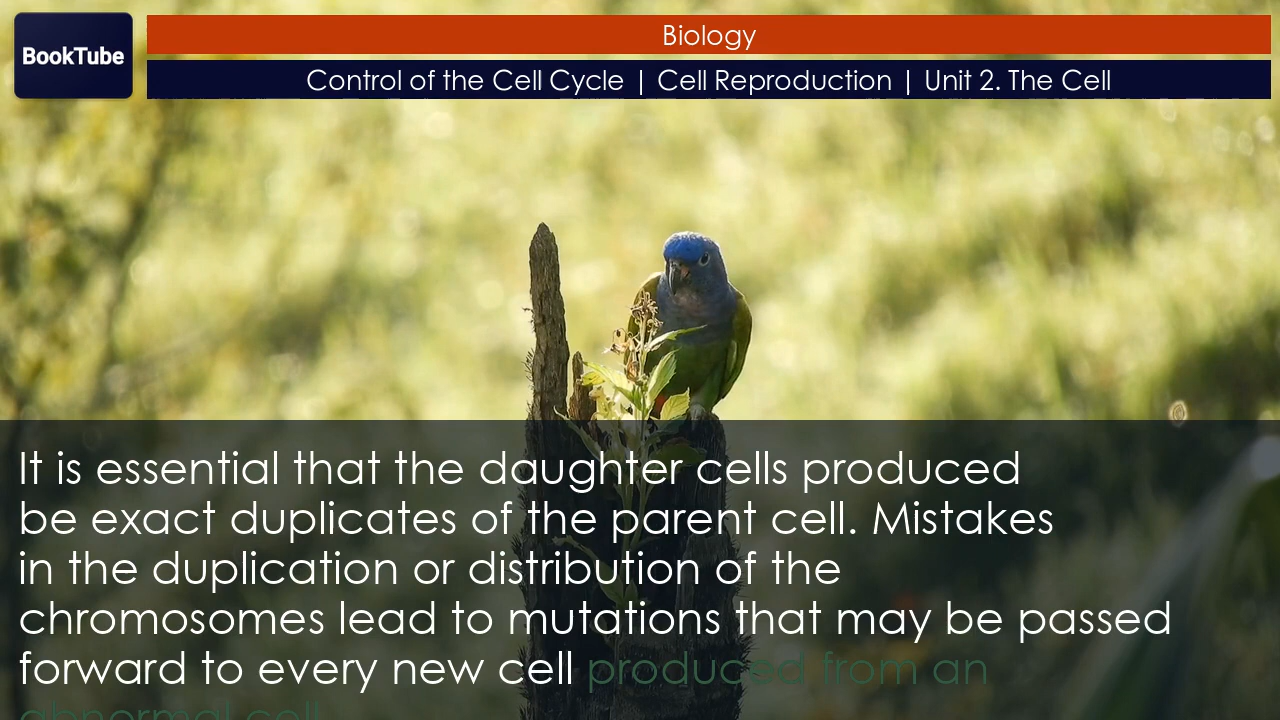 BookTube
Biology
Control of the Cell Cycle | Cell Reproduction | Unit 2. The Cell
It is essential that the daughter cells produced
be exact duplicates of the parent cell. Mistakes
in the duplication or distribution of the
chromosomes lead to mutations that may be passed
forward to every new cell produced from an
abnormal cell.